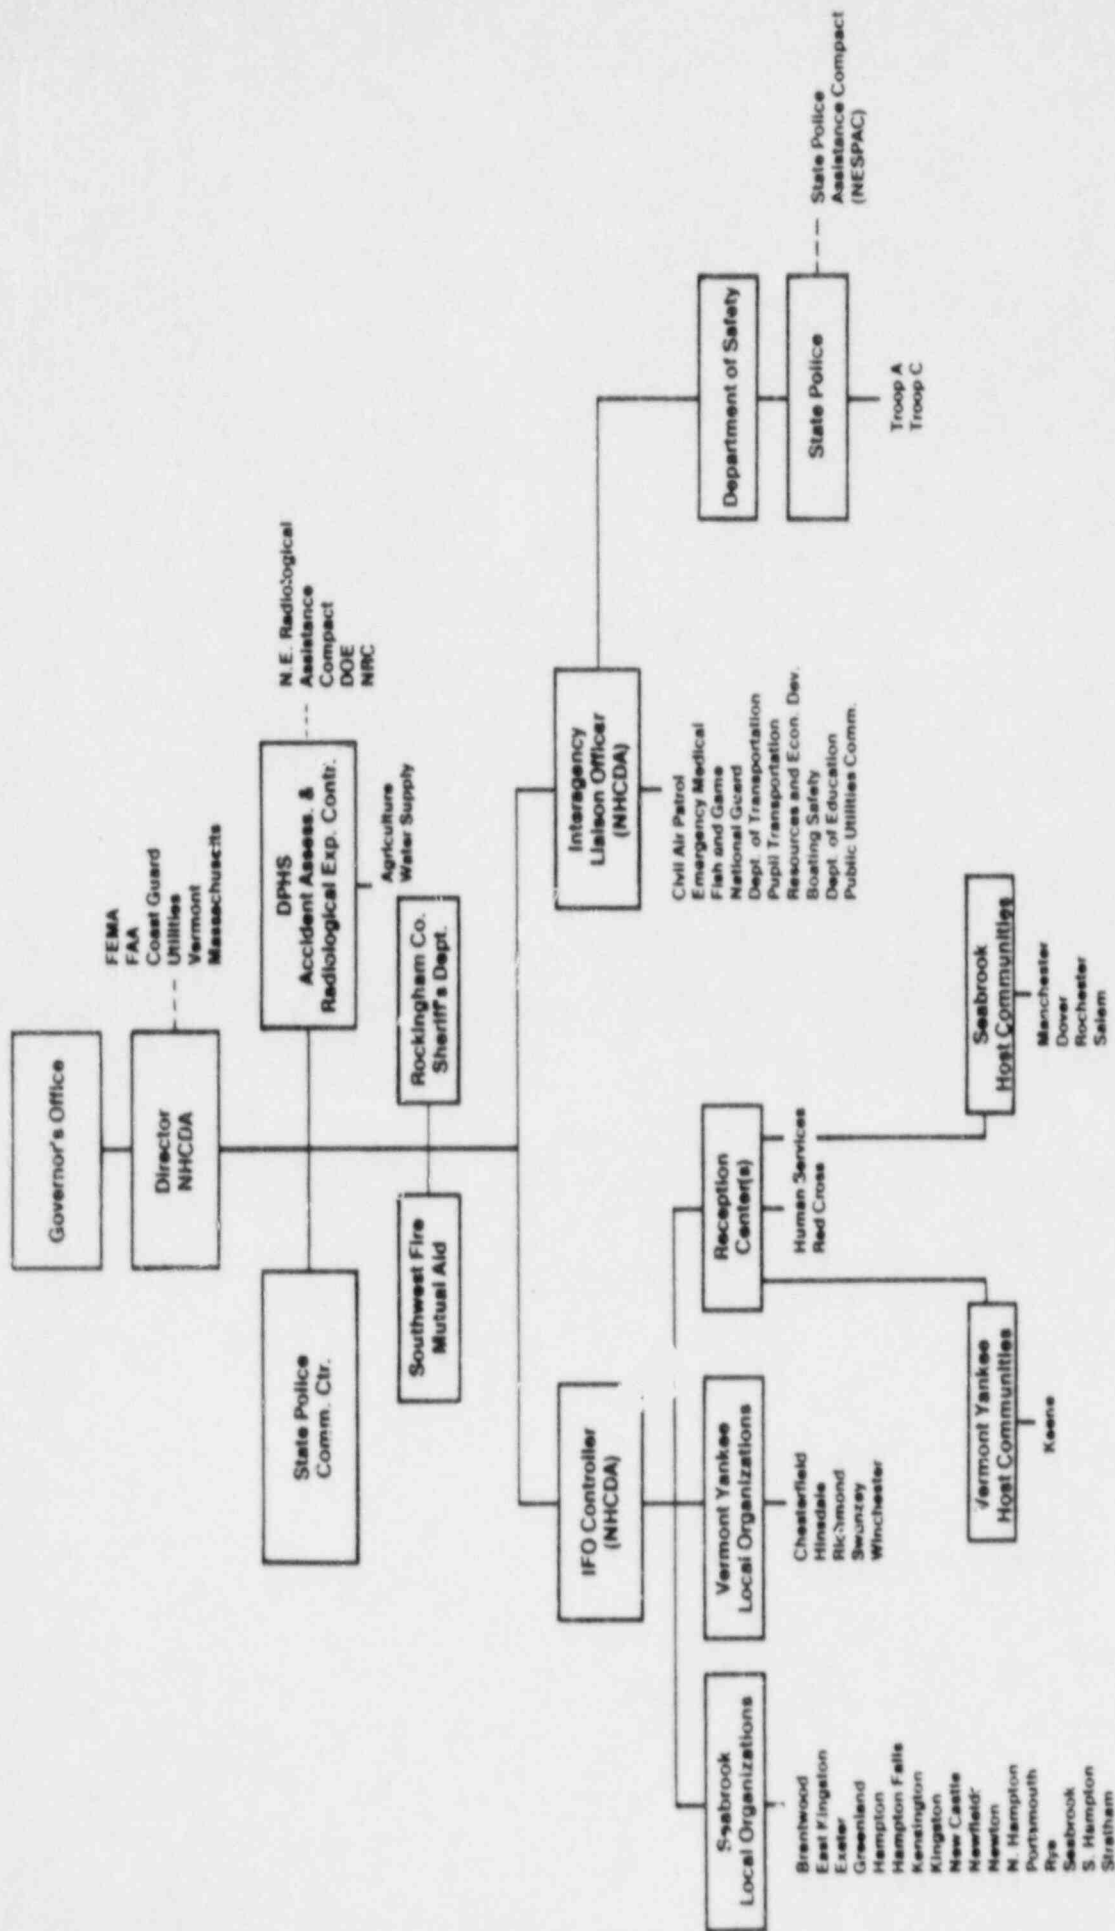 Governor's Office
Director
NHCDA
FEMA
FAA
Coast Guard
Utilities
Vermont
Massachusetts
State Police
Comm. Ctr.
DPHS
Accident Asses. &
Radiological Exp. Contr.
N.E. Radiological
Assistance
Compact
DOE
NRC
Agriculture
Water Supply
Southwest Fire
Mutual Aid
Rockingham Co.
Sheriff's Dept.
IFO Controller
(NHCDA)
Interagency
Liaison Officer
(NHCDA)
Civil Air Patrol
Emergency Medical
Fish and Game
National Guard
Dept. of Transportation
Pupil Transportation
Resources and Econ. Dev.
Boating Safety
Dept. of Education
Public Utilities Comm.
Department of Safety
State Police
State Police
Assistance Compact
(NESPAC)
Troop A
Troop C
Seabrook
Local Organizations
Brentwood
East Kingston
Exeter
Greenland
Hampton
Hampton Falls
Kensington
Kingston
New Castle
Newfields
Newton
N. Hampton
Portsmouth
Rye
Seabrook
S. Hampton
Stratham
Vermont Yankee
Local Organizations
Chesterfield
Hinsdale
Richmond
Swanzey
Winchester
Reception
Center(s)
Human Services
Red Cross
Vermont Yankee
Host Communities
Keene
Seabrook
Host Communities
Manchester
Dover
Rochester
Salem